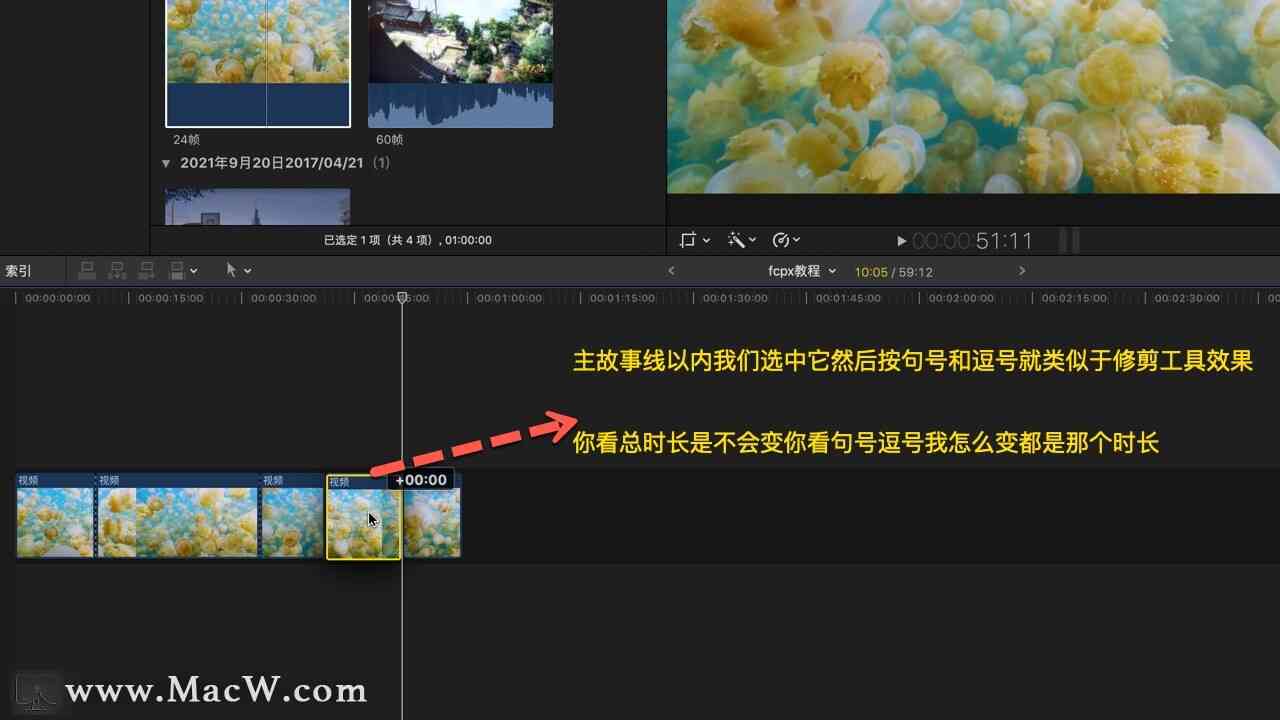 24帧
60帧
2021年9月20日2017/04/21 (1)
已选定 1 项（共 4 项）, 01:00:00
00:00:51:11
索引
fcpx教程
10:05 / 59:12
00:00:00:00
00:00:15:00
00:00:30:00
00:00:45:00
00:01:00:00
00:01:15:00
00:01:30:00
00:01:45:00
00:02:00:00
00:02:15:00
00:02:30:00
主故事线以内我们选中它然后按句号和逗号就类似于修剪工具效果
你看总时长是不会变你看句号逗号我怎么变都是那个时长
视频
视频
视频
视频
+00:00
www.MacW.com